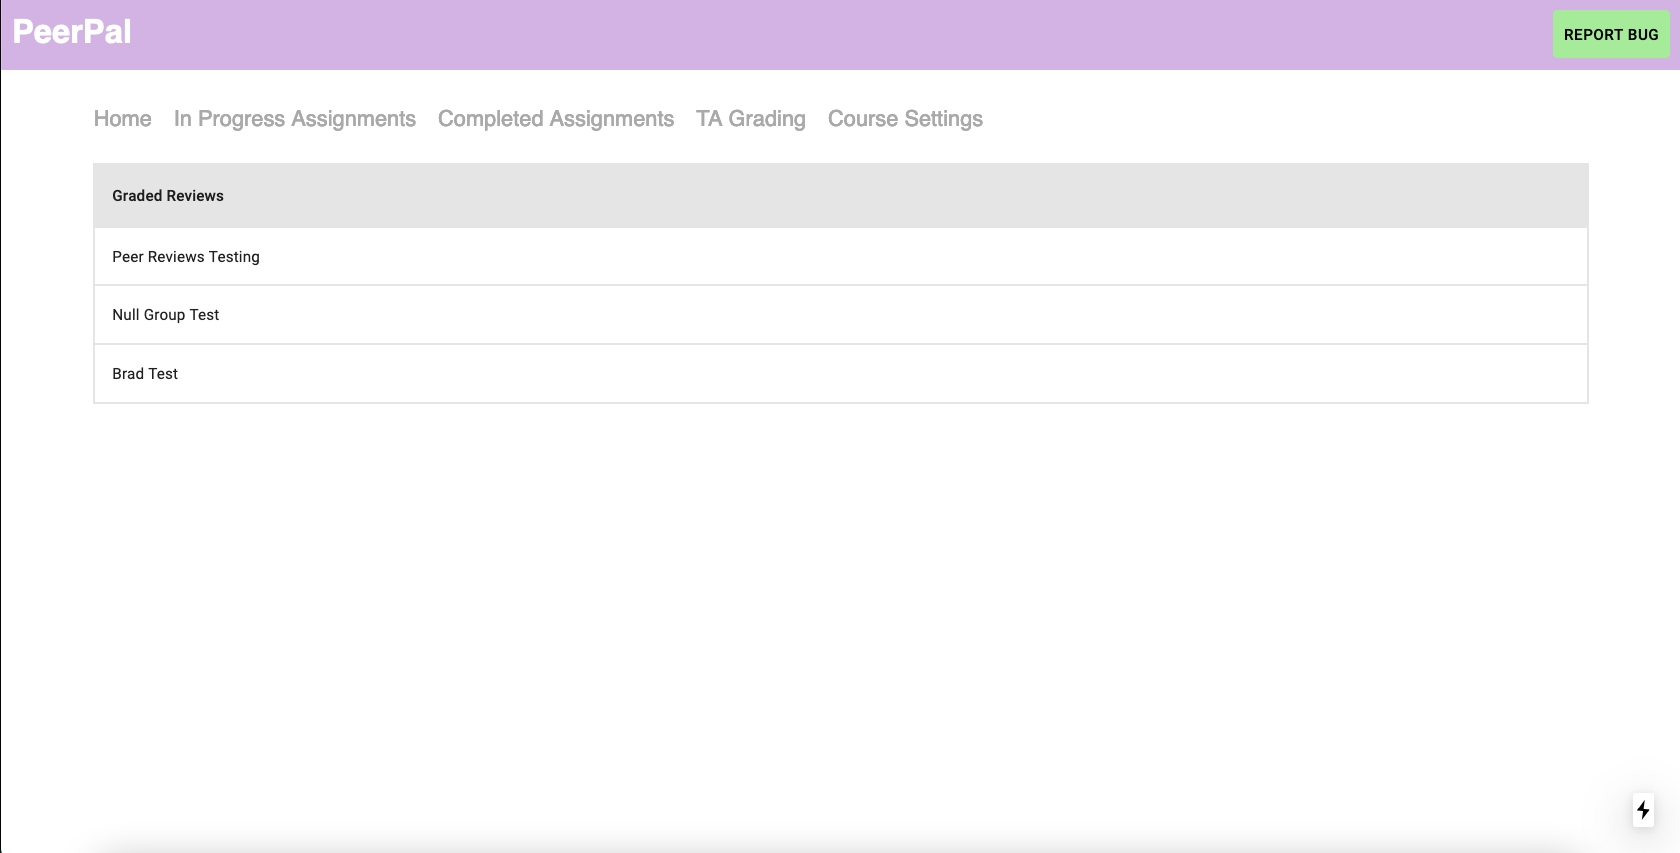 PeerPal
REPORT BUG
Home In Progress Assignments Completed Assignments TA Grading Course Settings
Graded Reviews
Peer Reviews Testing
Null Group Test
Brad Test